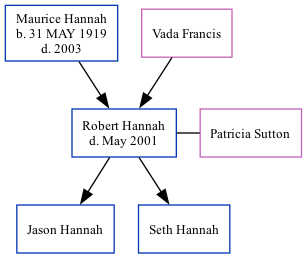 Maurice Hannah
b. 31 MAY 1919
d. 2003
Vada Francis
Robert Hannah
d. May 2001
Patricia Sutton
Jason Hannah
Seth Hannah